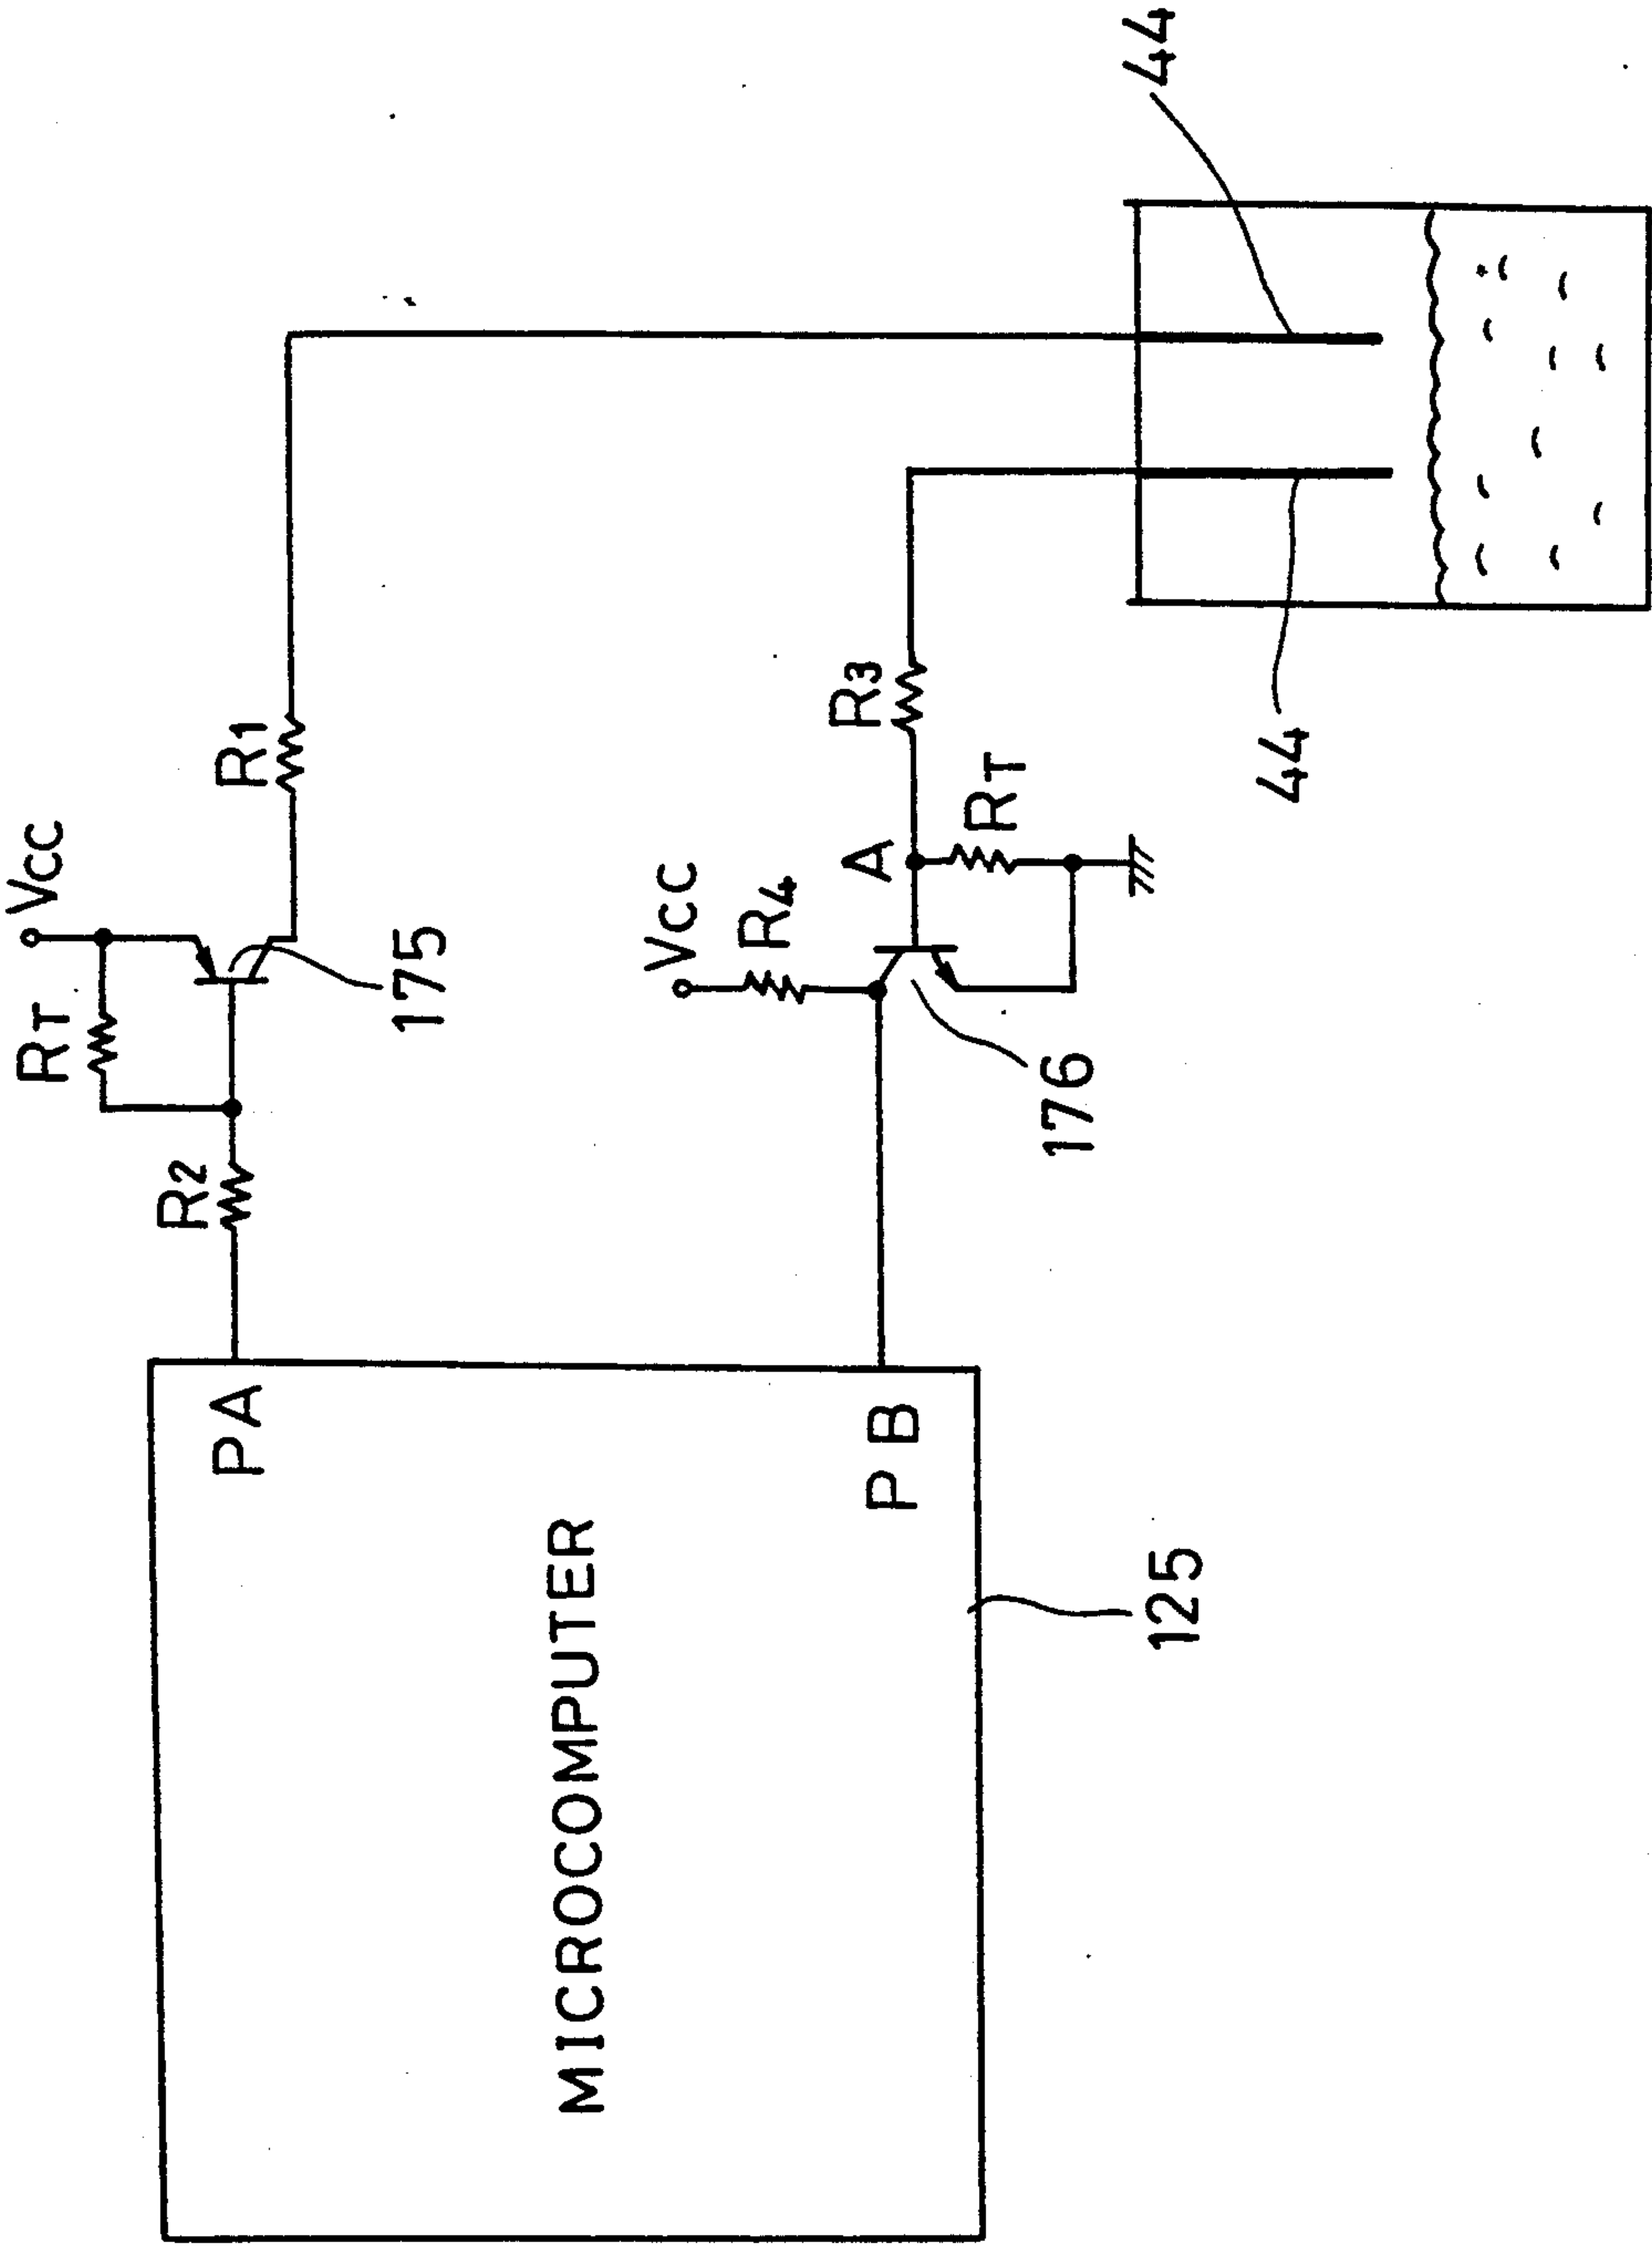 MICROCOMPUTER
PA
PB
125
R2
RT
VCC
175
R1
VCC
R4
A
176
RT
R3
44
44